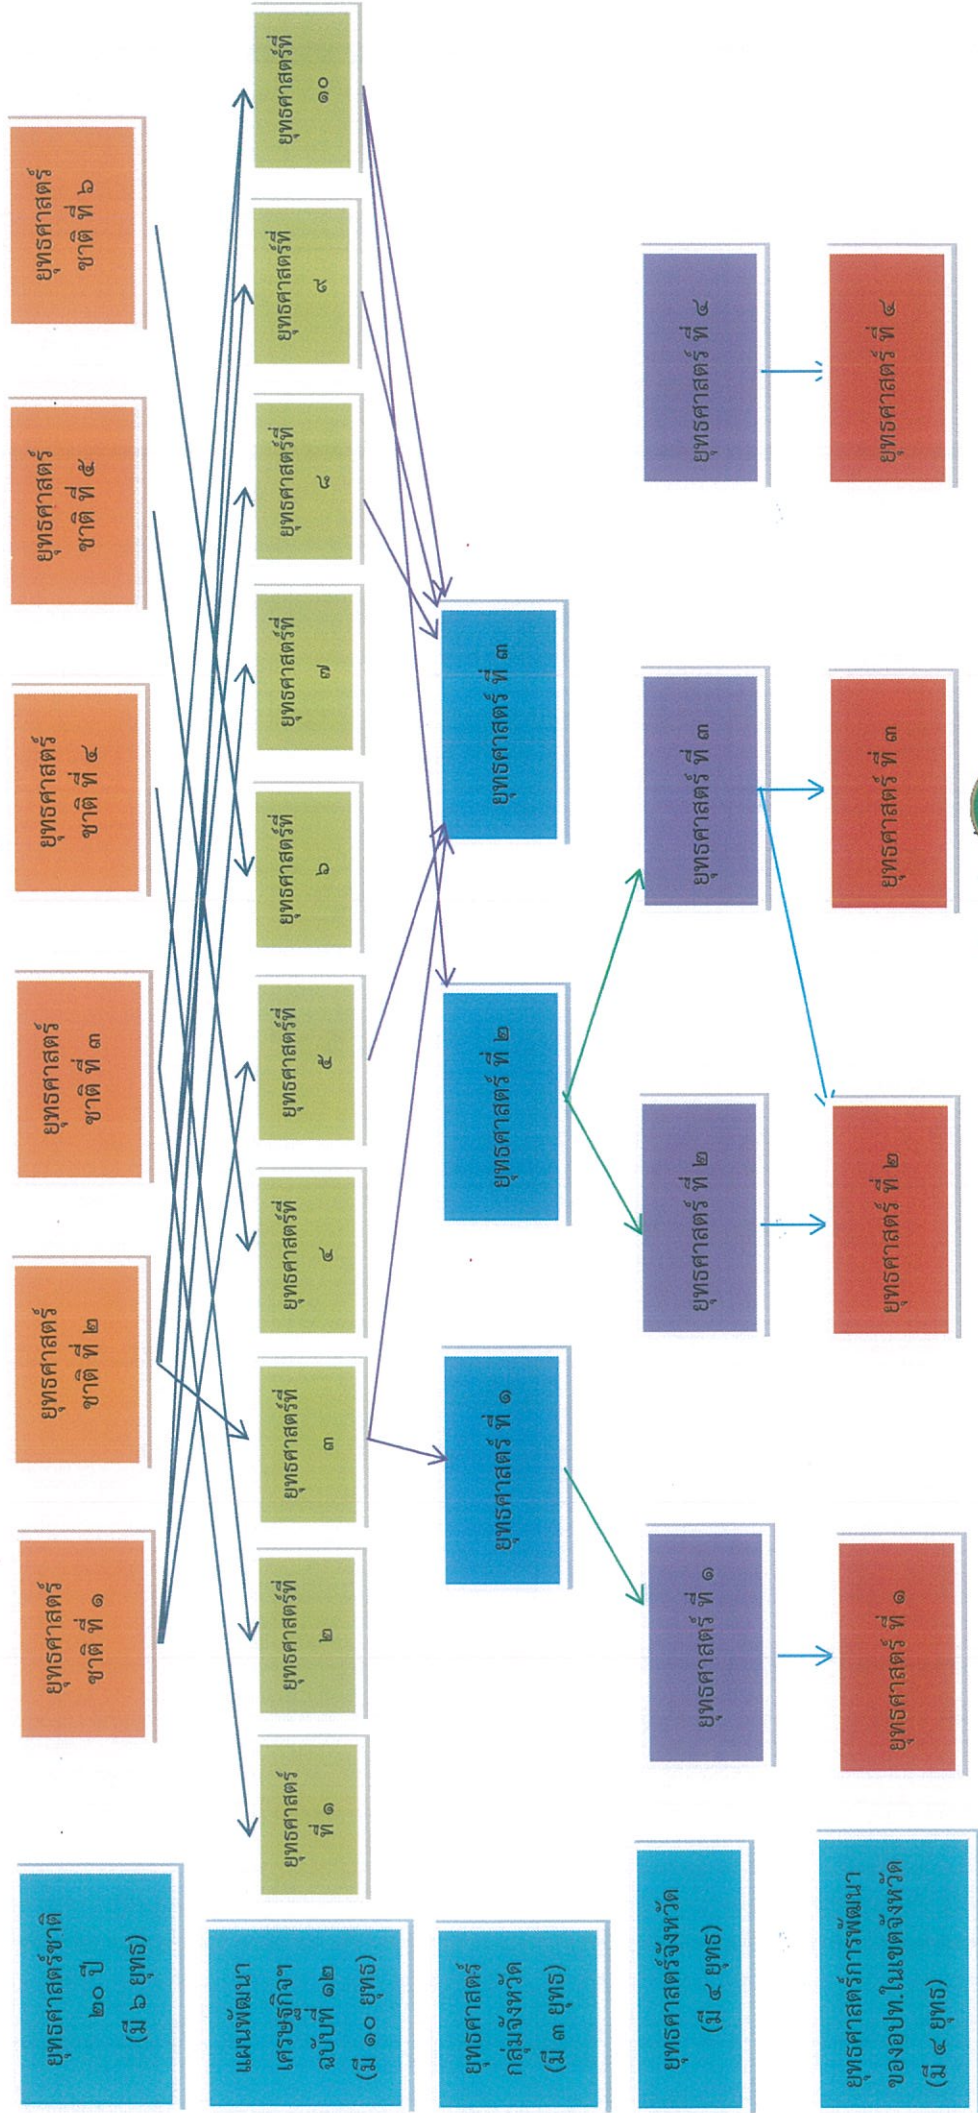 ยุทธศาสตร์ชาติ
๒๐ ปี
(มี ๖ ยุทธ)
ยุทธศาสตร์
ชาติ ที่ ๑
ยุทธศาสตร์
ชาติ ที่ ๒
ยุทธศาสตร์
ชาติ ที่ ๓
ยุทธศาสตร์
ชาติ ที่ ๔
ยุทธศาสตร์
ชาติ ที่ ๕
ยุทธศาสตร์
ชาติ ที่ ๖
แผนพัฒนา
เศรษฐกิจฯ
ฉบับที่ ๑๒
(มี ๑๐ ยุทธ)
ยุทธศาสตร์
ที่ ๑
ยุทธศาสตร์ที่
๒
ยุทธศาสตร์ที่
๓
ยุทธศาสตร์ที่
๔
ยุทธศาสตร์ที่
๕
ยุทธศาสตร์ที่
๖
ยุทธศาสตร์ที่
๗
ยุทธศาสตร์ที่
๘
ยุทธศาสตร์ที่
๙
ยุทธศาสตร์ที่
๑๐
ยุทธศาสตร์
กลุ่มจังหวัด
(มี ๓ ยุทธ)
ยุทธศาสตร์ ที่ ๑
ยุทธศาสตร์ ที่ ๒
ยุทธศาสตร์ ที่ ๓
ยุทธศาสตร์จังหวัด
(มี ๔ ยุทธ)
ยุทธศาสตร์ ที่ ๑
ยุทธศาสตร์ ที่ ๒
ยุทธศาสตร์ ที่ ๓
ยุทธศาสตร์ ที่ ๔
ยุทธศาสตร์การพัฒนา
ของอปท.ในเขตจังหวัด
(มี ๔ ยุทธ)
ยุทธศาสตร์ ที่ ๑
ยุทธศาสตร์ ที่ ๒
ยุทธศาสตร์ ที่ ๓
ยุทธศาสตร์ ที่ ๔